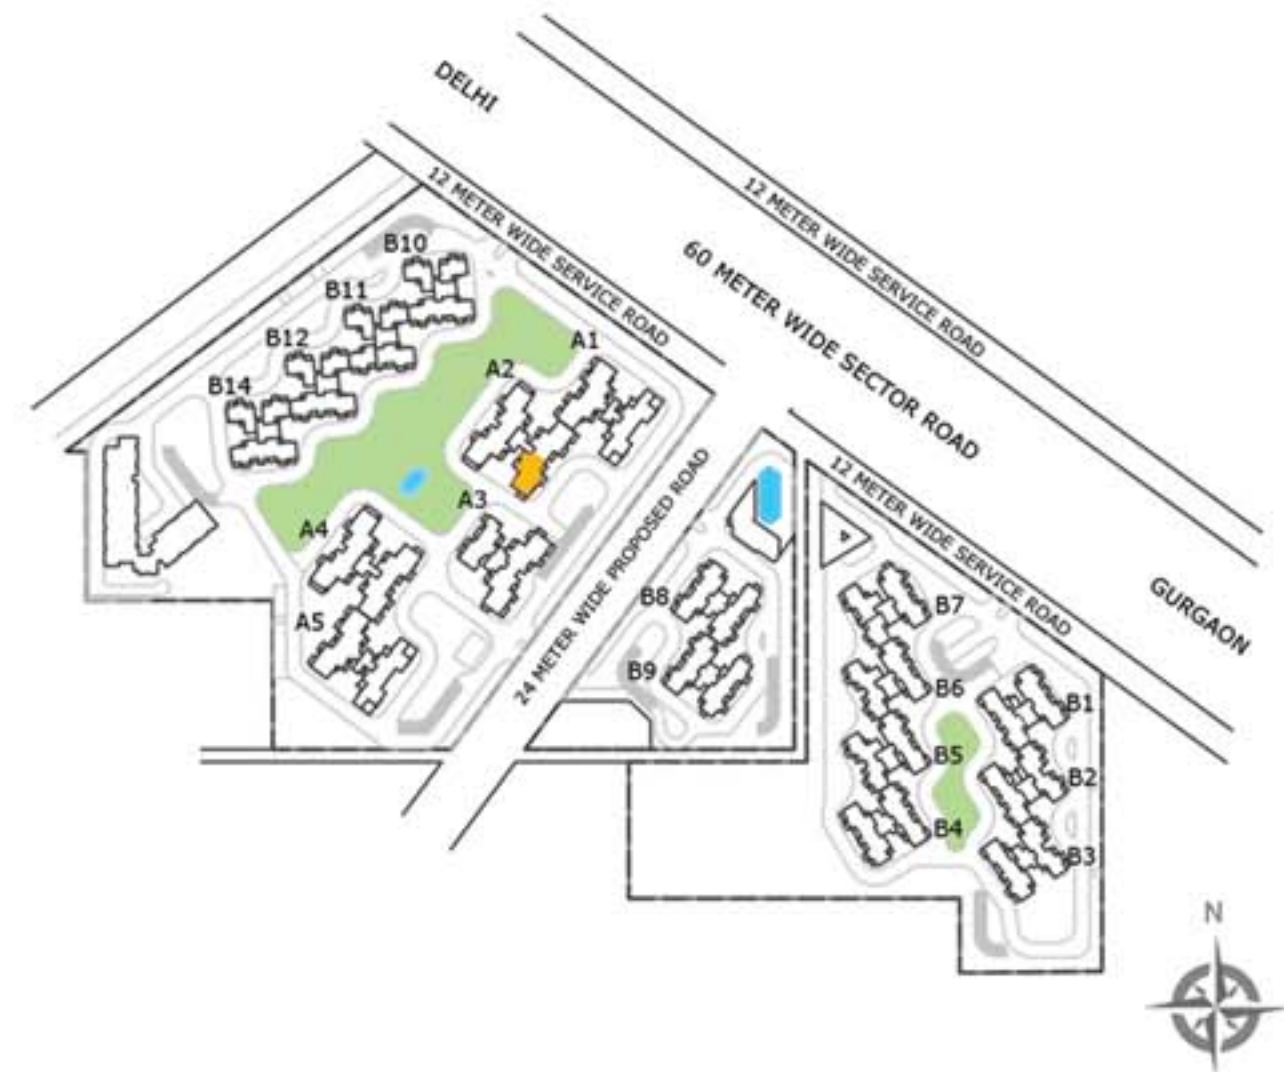 DELHI
12 METER WIDE SERVICE ROAD
12 METER WIDE SERVICE ROAD
60 METER WIDE SECTOR ROAD
B10
B11
B12
B14
A1
A2
A3
A4
A5
24 METER WIDE PROPOSED ROAD
12 METER WIDE SERVICE ROAD
GURGAON
B8
B9
B7
B6
B5
B4
B1
B2
B3
N